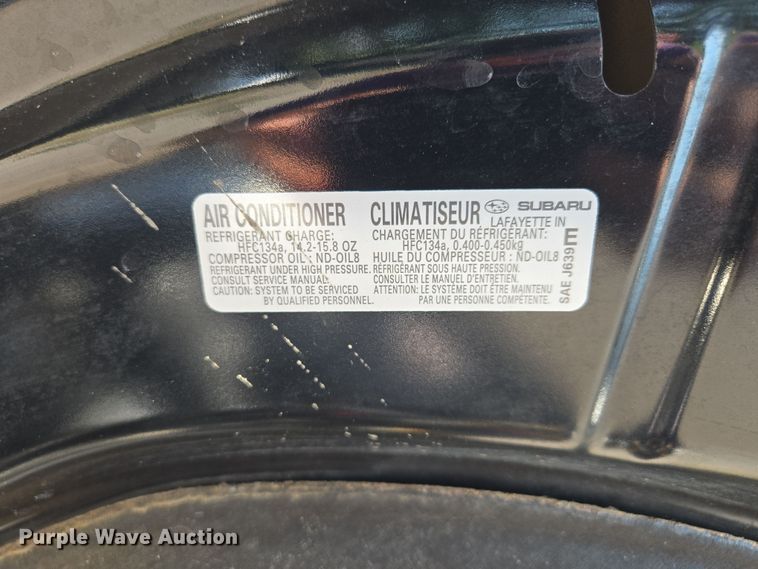 AIR CONDITIONER
REFRIGERANT CHARGE:
HFC134a, 14.2-15.8 OZ
COMPRESSOR OIL : ND-OIL8
REFRIGERANT UNDER HIGH PRESSURE.
CONSULT SERVICE MANUAL.
CAUTION: SYSTEM TO BE SERVICED
BY QUALIFIED PERSONNEL.
CLIMATISEUR SUBARU
LAFAYETTE IN
CHARGEMENT DU RÉFRIGERANT:
HFC134a, 0.400-0.450kg
HUILE DU COMPRESSEUR : ND-OIL8
RÉFRIGÉRANT SOUS HAUTE PRESSION.
CONSULTER LE MANUEL D'ENTRETIEN.
ATTENTION: LE SYSTÈME DOIT ÊTRE MAINTENU
PAR UNE PERSONNE COMPÉTENTE.
SAE J639 E
Purple Wave Auction